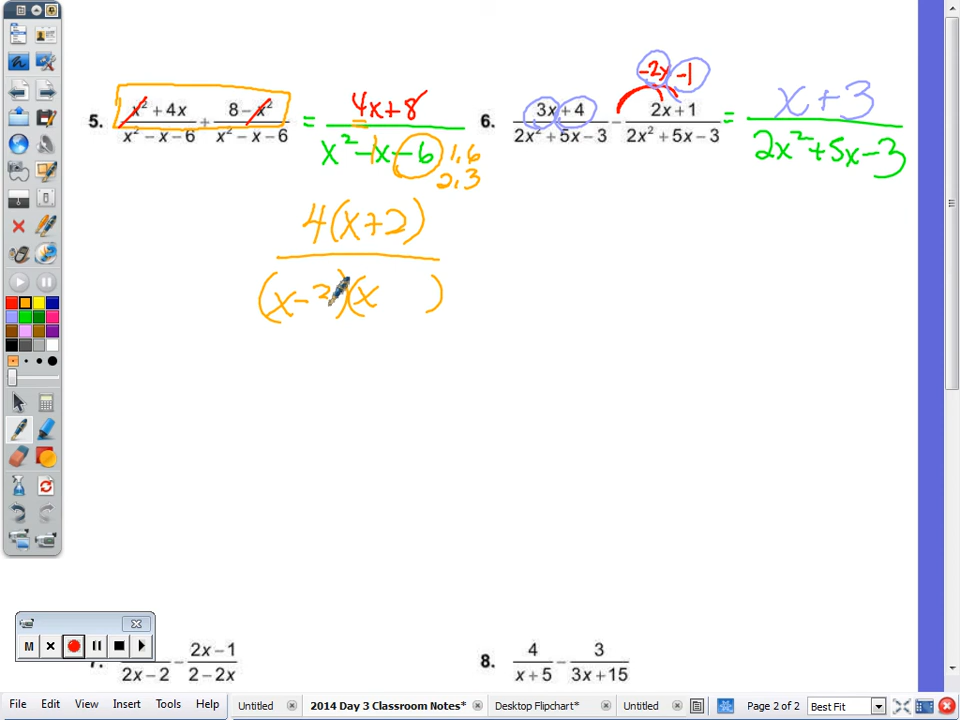 -2x -1
5. x² + 4x / x² − x − 6 + 8 − x² / x² − x − 6 = 4x+8 / x² -1x -6 1, 6
2, 3
6. 3x + 4 / 2x² + 5x − 3 − 2x + 1 / 2x² + 5x − 3 = x+3 / 2x²+5x-3
4(x+2)
(x-3)(x )
M
2x − 2 − 2x − 1 / 2 − 2x
8. 4 / x + 5 − 3 / 3x + 15
File Edit View Insert Tools Help Untitled 2014 Day 3 Classroom Notes* Desktop Flipchart* Untitled Page 2 of 2 Best Fit